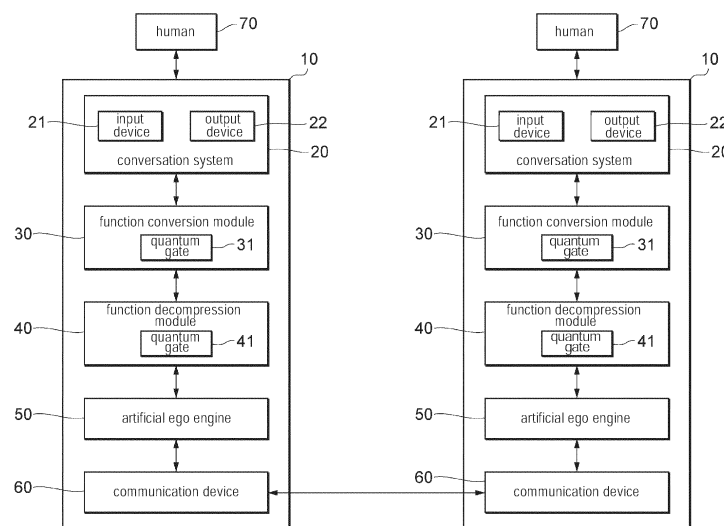 human
70
10
21
input
device
output
device
22
conversation system
20
function conversion module
30
quantum
gate
31
function decompression
module
40
quantum
gate
41
50
artificial ego engine
60
communication device
human
70
10
21
input
device
output
device
22
conversation system
20
function conversion module
30
quantum
gate
31
function decompression
module
40
quantum
gate
41
50
artificial ego engine
60
communication device